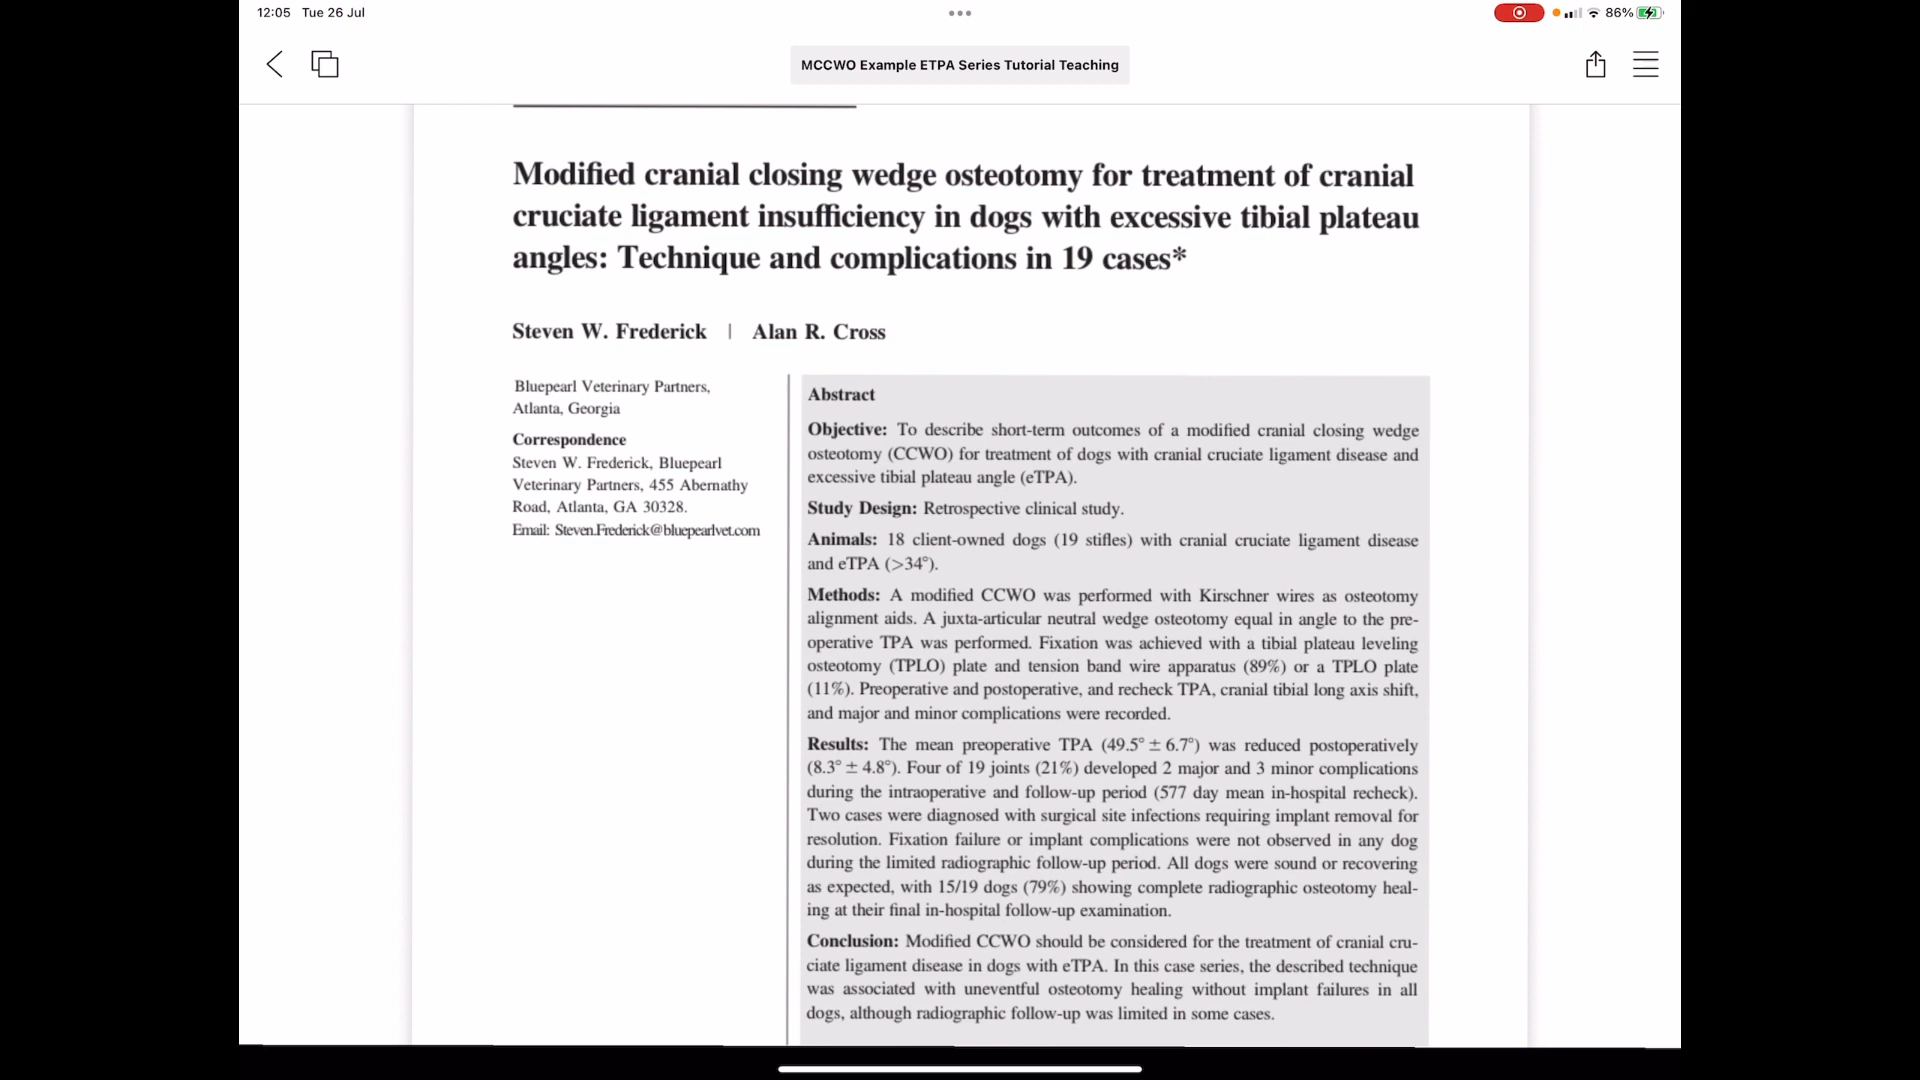 12:05 Tue 26 Jul
86%
MCCWO Example ETPA Series Tutorial Teaching
Modified cranial closing wedge osteotomy for treatment of cranial
cruciate ligament insufficiency in dogs with excessive tibial plateau
angles: Technique and complications in 19 cases*
Steven W. Frederick | Alan R. Cross
Bluepearl Veterinary Partners,
Atlanta, Georgia
Correspondence
Steven W. Frederick, Bluepearl
Veterinary Partners, 455 Abernathy
Road, Atlanta, GA 30328.
Email: Steven.Frederick@bluepearlvet.com
Abstract
Objective: To describe short-term outcomes of a modified cranial closing wedge
osteotomy (CCWO) for treatment of dogs with cranial cruciate ligament disease and
excessive tibial plateau angle (eTPA).
Study Design: Retrospective clinical study.
Animals: 18 client-owned dogs (19 stifles) with cranial cruciate ligament disease
and eTPA (>34°).
Methods: A modified CCWO was performed with Kirschner wires as osteotomy
alignment aids. A juxta-articular neutral wedge osteotomy equal in angle to the pre-
operative TPA was performed. Fixation was achieved with a tibial plateau leveling
osteotomy (TPLO) plate and tension band wire apparatus (89%) or a TPLO plate
(11%). Preoperative and postoperative, and recheck TPA, cranial tibial long axis shift,
and major and minor complications were recorded.
Results: The mean preoperative TPA (49.5° ± 6.7°) was reduced postoperatively
(8.3° ± 4.8°). Four of 19 joints (21%) developed 2 major and 3 minor complications
during the intraoperative and follow-up period (577 day mean in-hospital recheck).
Two cases were diagnosed with surgical site infections requiring implant removal for
resolution. Fixation failure or implant complications were not observed in any dog
during the limited radiographic follow-up period. All dogs were sound or recovering
as expected, with 15/19 dogs (79%) showing complete radiographic osteotomy heal-
ing at their final in-hospital follow-up examination.
Conclusion: Modified CCWO should be considered for the treatment of cranial cru-
ciate ligament disease in dogs with eTPA. In this case series, the described technique
was associated with uneventful osteotomy healing without implant failures in all
dogs, although radiographic follow-up was limited in some cases.